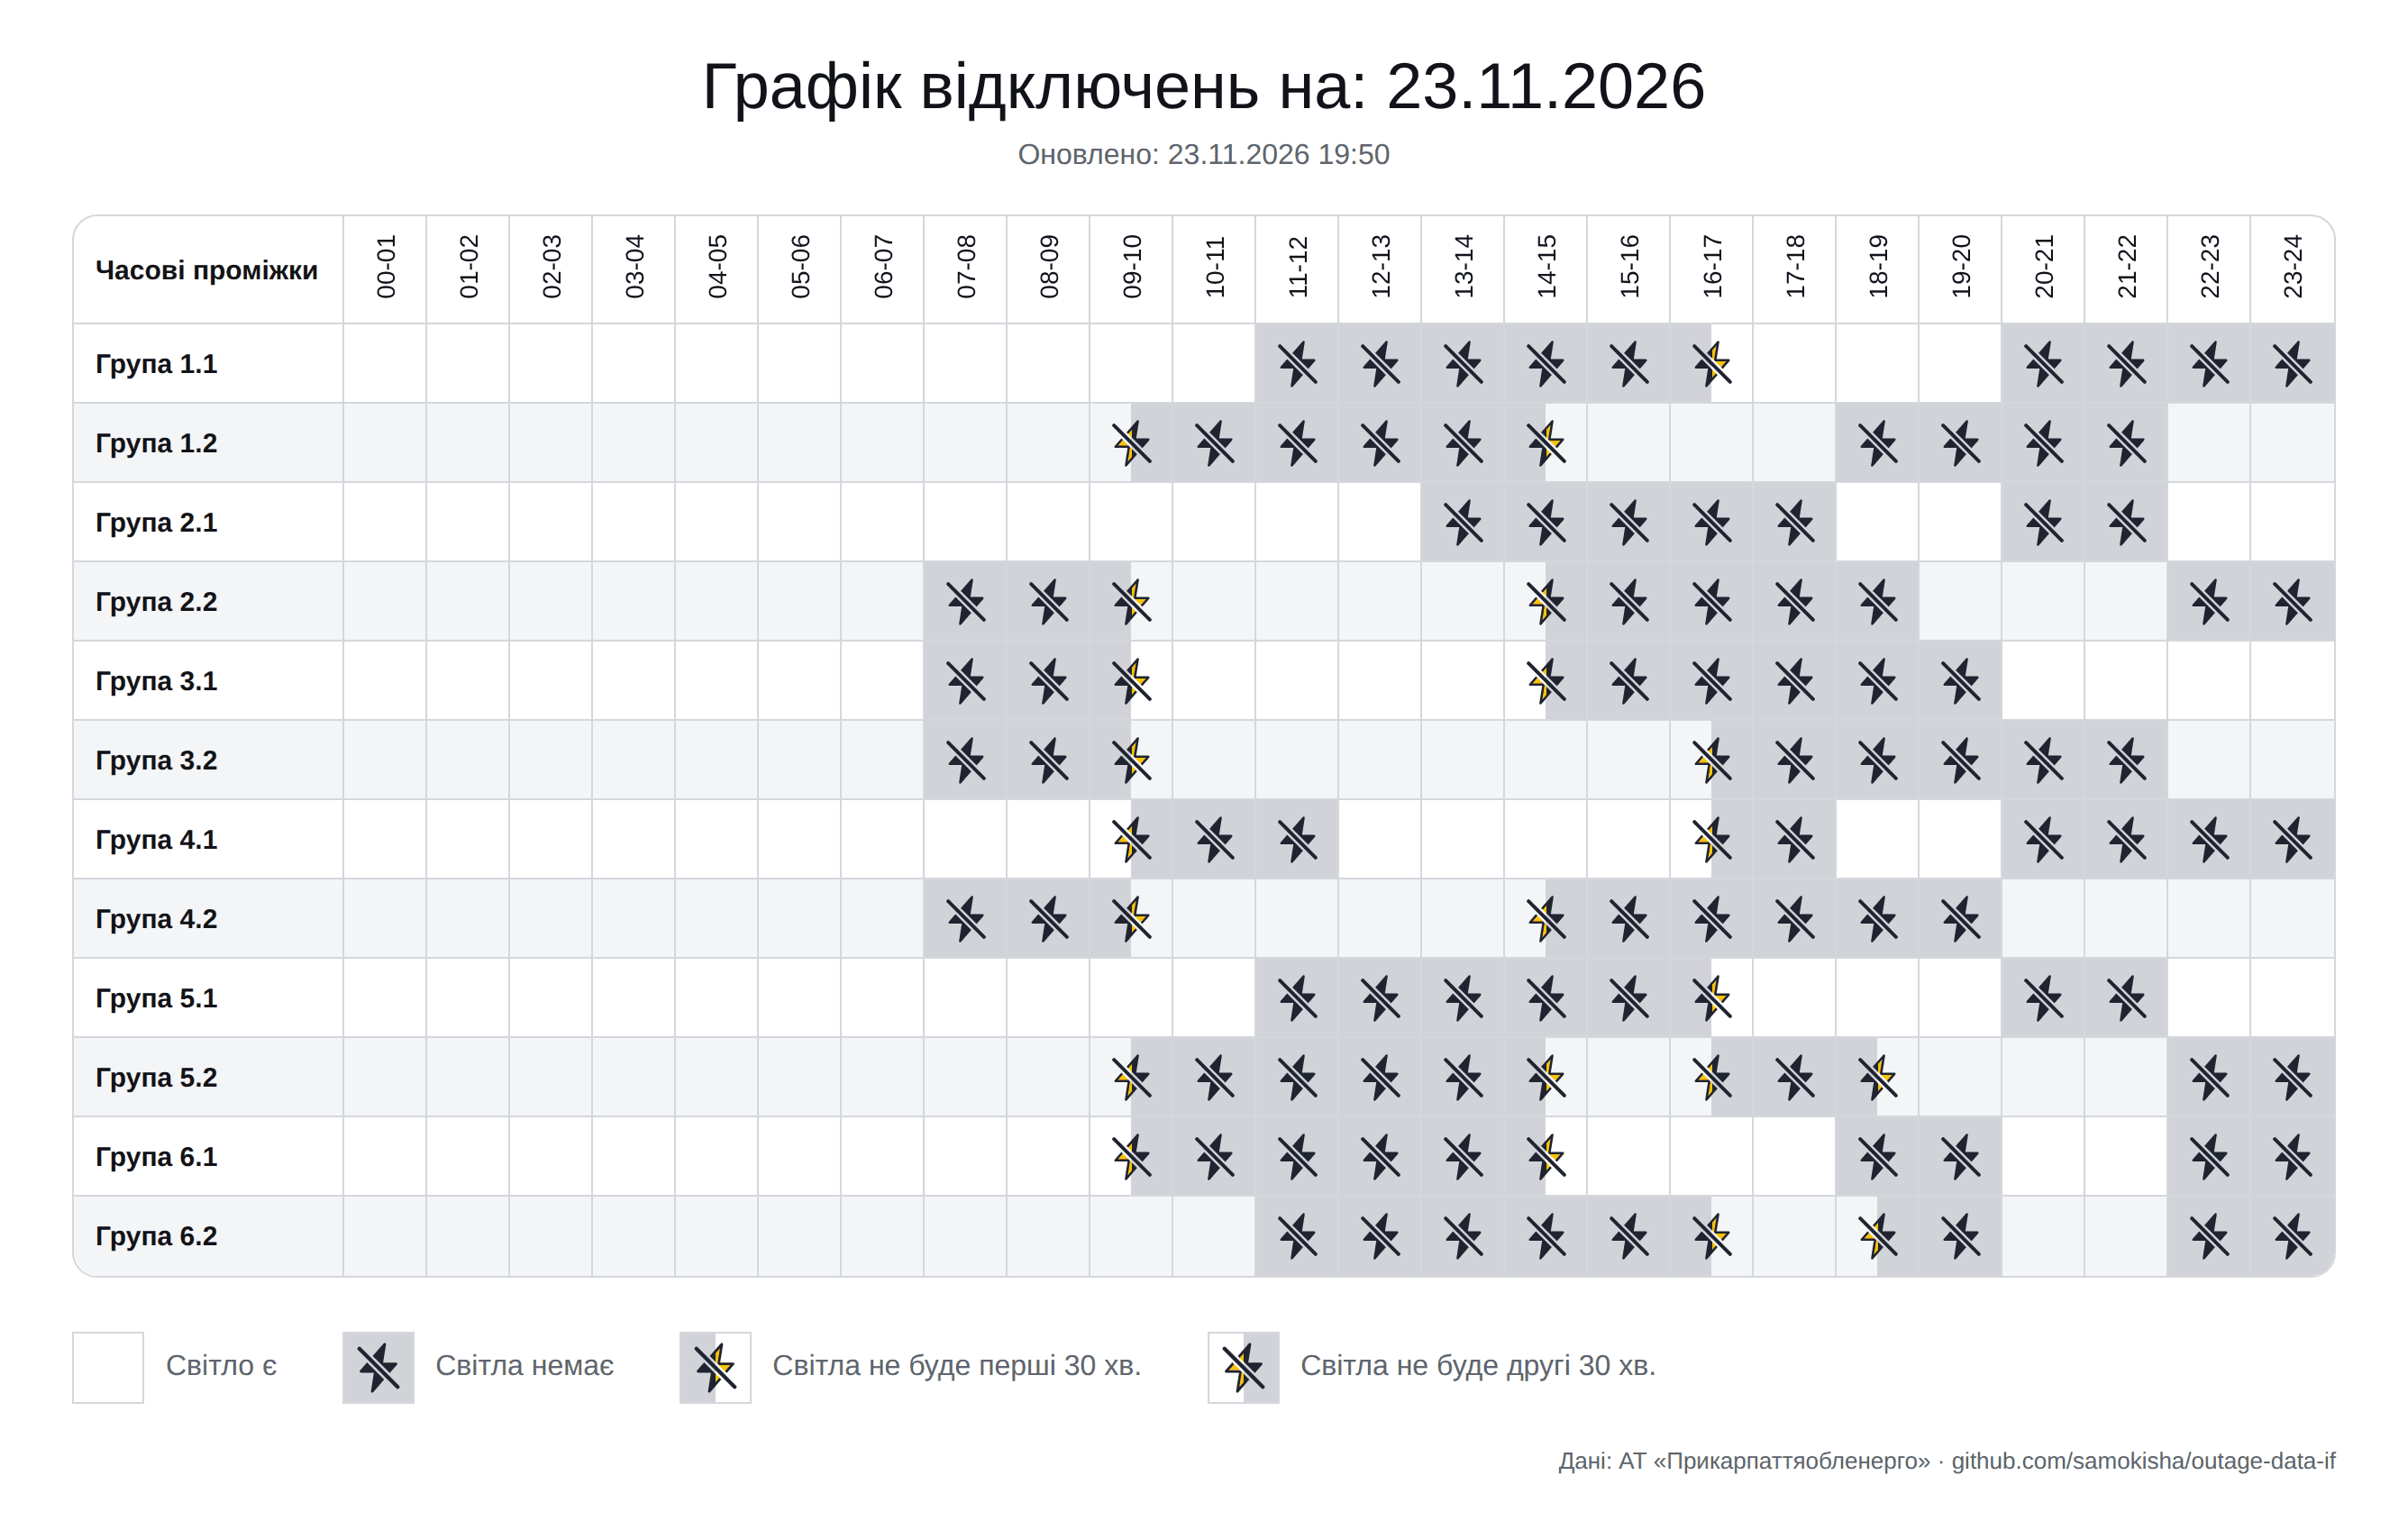 Графік відключень на: 23.11.2026
Оновлено: 23.11.2026 19:50
Часові проміжки 00-01 01-02 02-03 03-04 04-05 05-06 06-07 07-08 08-09 09-10 10-11 11-12 12-13 13-14 14-15 15-16 16-17 17-18 18-19 19-20 20-21 21-22 22-23 23-24
Група 1.1
Група 1.2
Група 2.1
Група 2.2
Група 3.1
Група 3.2
Група 4.1
Група 4.2
Група 5.1
Група 5.2
Група 6.1
Група 6.2
Світло є Світла немає Світла не буде перші 30 хв. Світла не буде другі 30 хв.
Дані: АТ «Прикарпаттяобленерго» · github.com/samokisha/outage-data-if